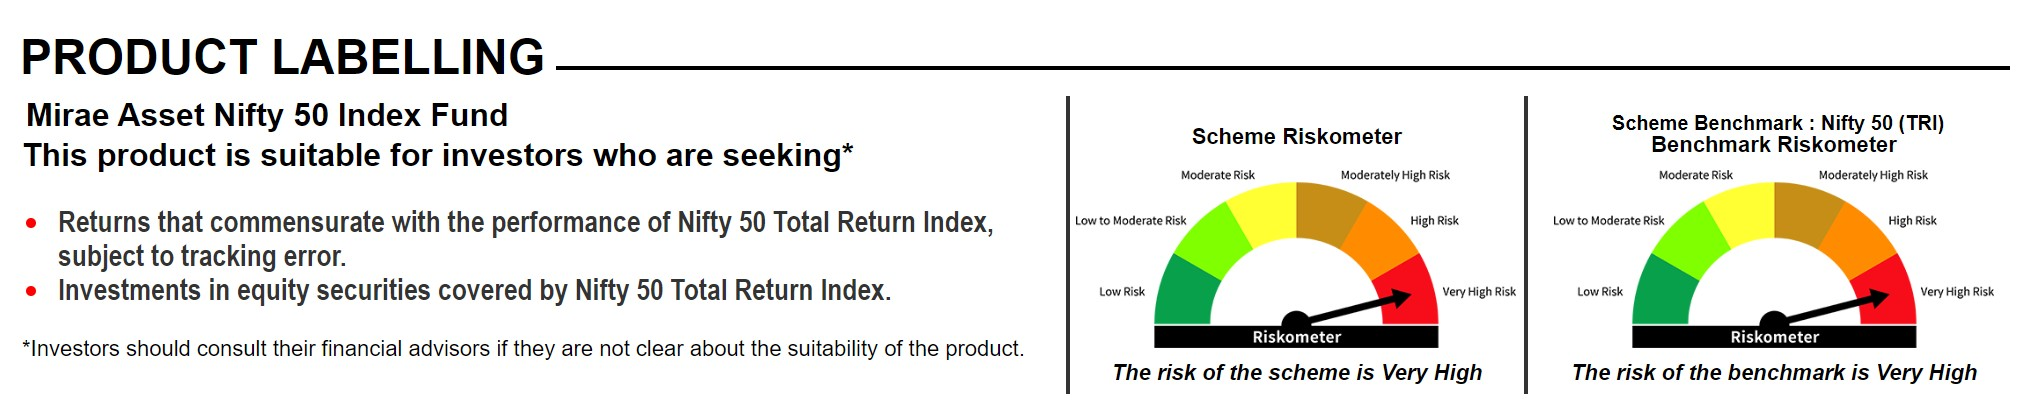 PRODUCT LABELLING
Mirae Asset Nifty 50 Index Fund
This product is suitable for investors who are seeking*
• Returns that commensurate with the performance of Nifty 50 Total Return Index,
subject to tracking error.
• Investments in equity securities covered by Nifty 50 Total Return Index.
*Investors should consult their financial advisors if they are not clear about the suitability of the product.
Scheme Riskometer
Moderate Risk
Moderately High Risk
Low to Moderate Risk
High Risk
Low Risk
Very High Risk
Riskometer
The risk of the scheme is Very High
Scheme Benchmark : Nifty 50 (TRI)
Benchmark Riskometer
Moderate Risk
Moderately High Risk
Low to Moderate Risk
High Risk
Low Risk
Very High Risk
Riskometer
The risk of the benchmark is Very High